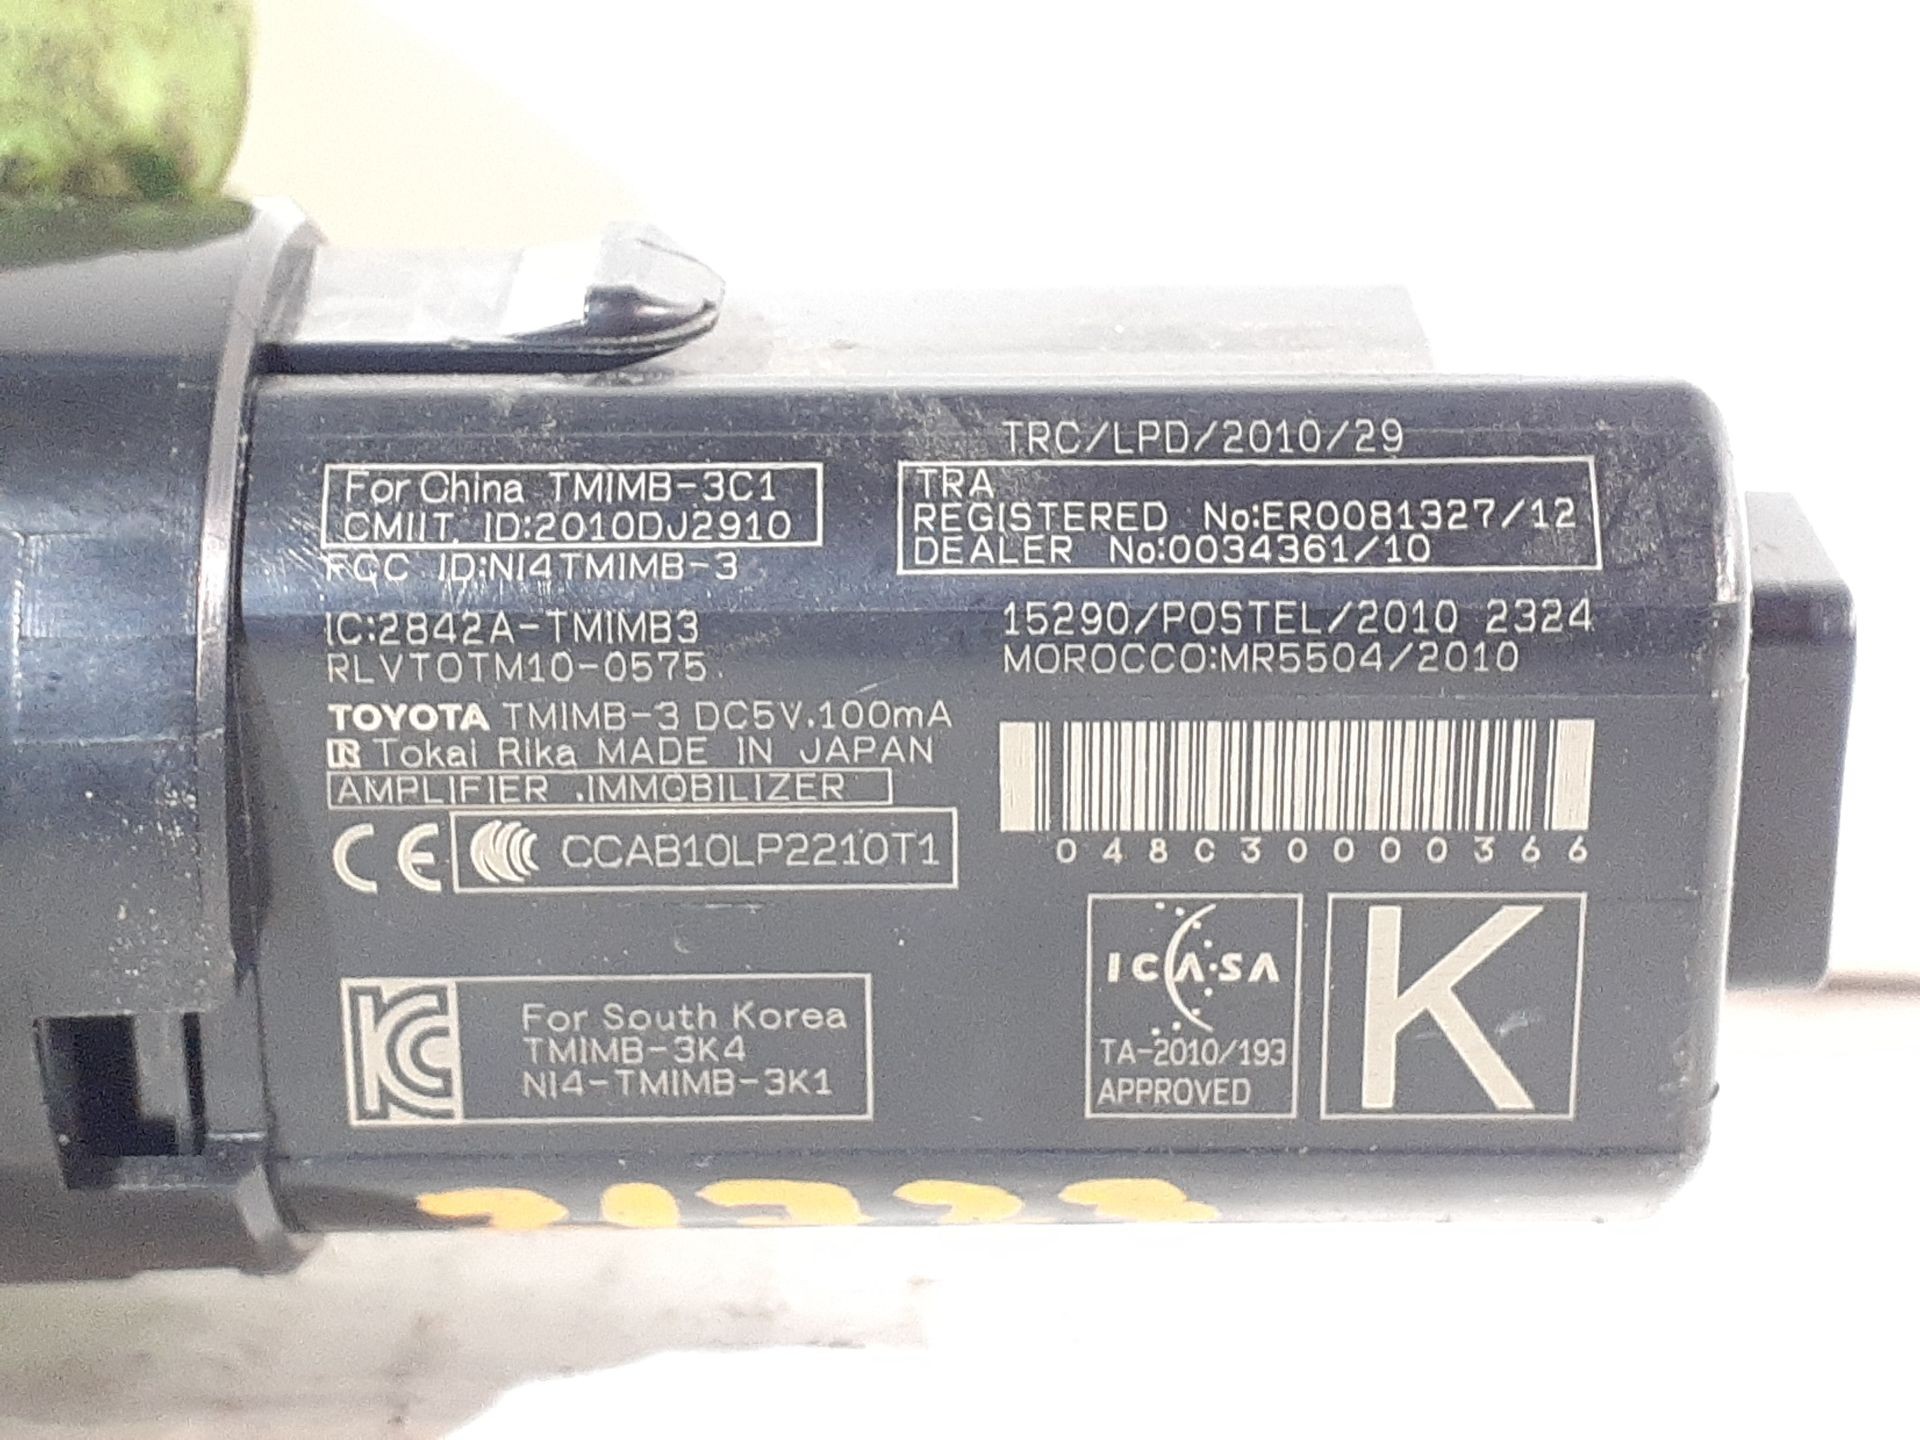 For China TMIMB-3C1
CMIIT. ID:2010DJ2910
FCC ID:NI4TMIMB-3
IC:2842A-TMIMB3
RLVTOTM10-0575
TOYOTA TMIMB-3 DC5V.100mA
Tokai Rika MADE IN JAPAN
AMPLIFIER .IMMOBILIZER
CE
CCAB10LP2210T1
KC
For South Korea
TMIMB-3K4
NI4-TMIMB-3K1
TRC/LPD/2010/29
TRA
REGISTERED No:ER0081327/12
DEALER No:0034361/10
15290/POSTEL/2010 2324
MOROCCO:MR5504/2010
048C30000366
ICASA
TA-2010/193
APPROVED
K